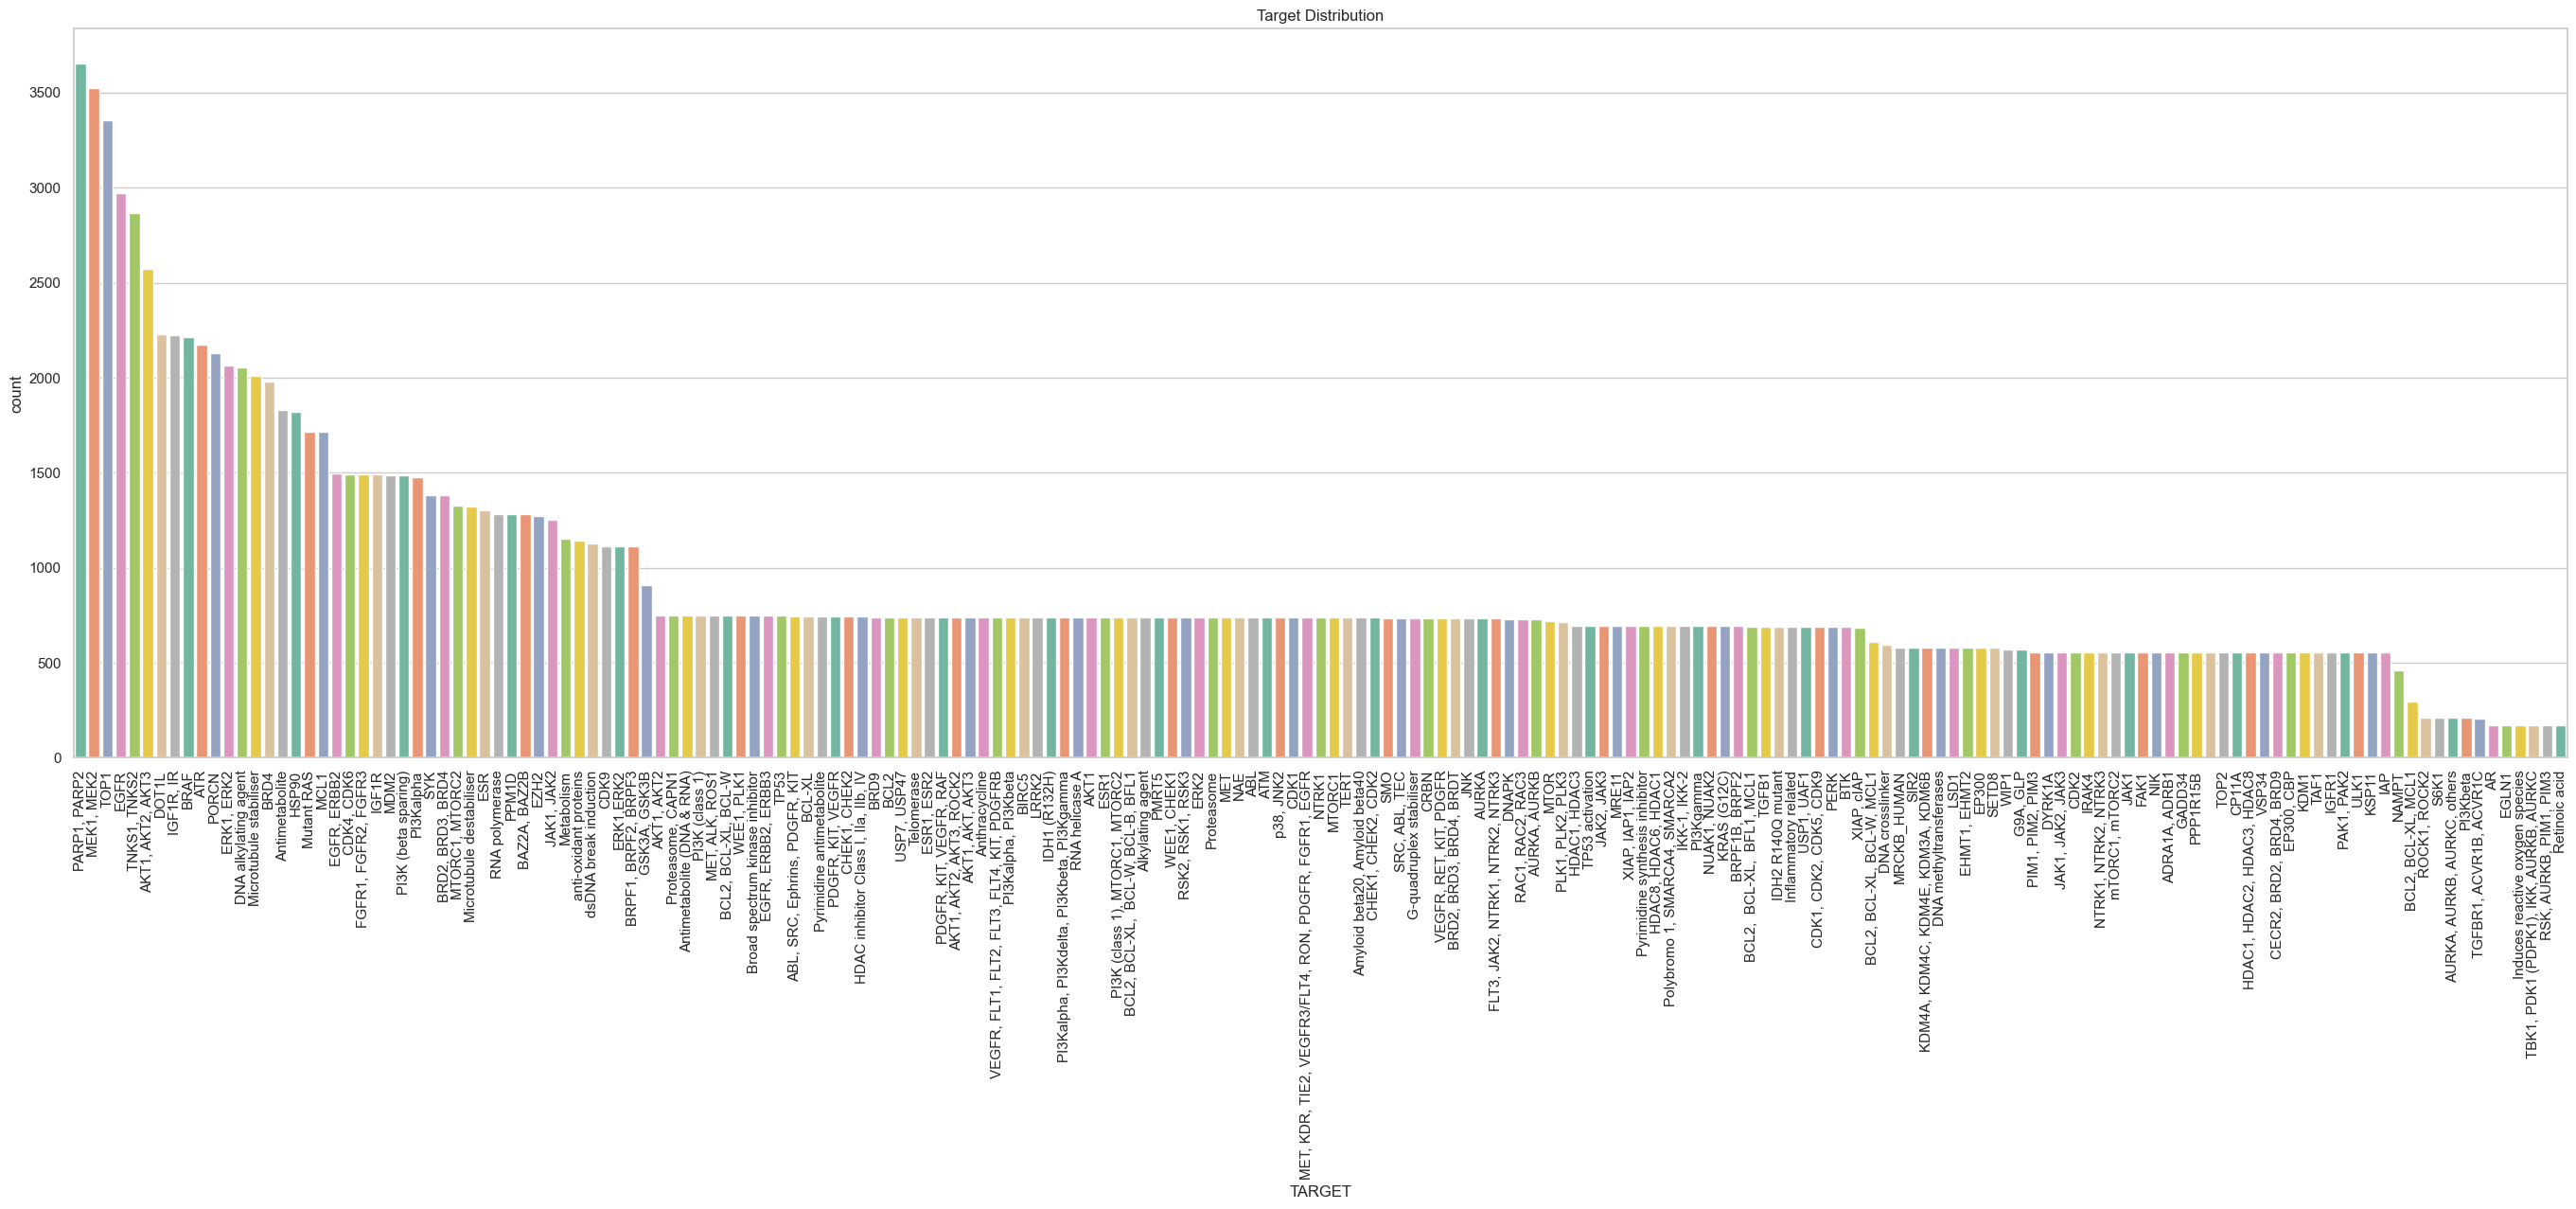 Target Distribution
count
3500
3000
2500
2000
1500
1000
500
0
PARP1, PARP2
MEK1, MEK2
TOP1
EGFR
TNKS1, TNKS2
AKT1, AKT2, AKT3
DOT1L
IGF1R, IR
BRAF
ATR
PORCN
ERK1, ERK2
DNA alkylating agent
Microtubule stabiliser
BRD4
Antimetabolite
HSP90
Mutant RAS
MCL1
EGFR, ERBB2
CDK4, CDK6
FGFR1, FGFR2, FGFR3
IGF1R
MDM2
PI3K (beta sparing)
PI3Kalpha
SYK
BRD2, BRD3, BRD4
MTORC1, MTORC2
Microtubule destabiliser
ESR
RNA polymerase
PPM1D
BAZ2A, BAZ2B
EZH2
JAK1, JAK2
Metabolism
anti-oxidant proteins
dsDNA break induction
CDK9
ERK1,ERK2
BRPF1, BRPF2, BRPF3
GSK3A, GSK3B
AKT1, AKT2
Proteasome, CAPN1
Antimetabolite (DNA & RNA)
PI3K (class 1)
MET, ALK, ROS1
BCL2, BCL-XL, BCL-W
WEE1, PLK1
Broad spectrum kinase inhibitor
EGFR, ERBB2, ERBB3
TP53
ABL, SRC, Ephrins, PDGFR, KIT
BCL-XL
Pyrimidine antimetabolite
PDGFR, KIT, VEGFR
CHEK1, CHEK2
HDAC inhibitor Class I, IIa, IIb, IV
BRD9
BCL2
USP7, USP47
Telomerase
ESR1, ESR2
PDGFR, KIT, VEGFR, RAF
AKT1, AKT2, AKT3, ROCK2
AKT1, AKT, AKT3
Anthracycline
VEGFR, FLT1, FLT2, FLT3, FLT4, KIT, PDGFRB
PI3Kalpha, PI3Kbeta
BIRC5
LRRK2
IDH1 (R132H)
PI3Kalpha, PI3Kdelta, PI3Kbeta, PI3Kgamma
RNA helicase A
AKT1
ESR1
PI3K (class 1), MTORC1, MTORC2
BCL2, BCL-XL,  BCL-W, BCL-B, BFL1
Alkylating agent
PMRT5
WEE1, CHEK1
RSK2, RSK1, RSK3
ERK2
Proteasome
MET
NAE
ABL
ATM
p38, JNK2
CDK1
MET, KDR, TIE2, VEGFR3/FLT4, RON, PDGFR, FGFR1, EGFR
NTRK1
MTORC1
TERT
Amyloid beta20, Amyloid beta40
CHEK1, CHEK2, CDK2
SMO
SRC, ABL, TEC
G-quadruplex stabiliser
CRBN
VEGFR, RET, KIT, PDGFR
BRD2, BRD3, BRD4, BRDT
JNK
AURKA
FLT3, JAK2, NTRK1, NTRK2, NTRK3
DNAPK
RAC1, RAC2, RAC3
AURKA, AURKB
MTOR
PLK1, PLK2, PLK3
HDAC1, HDAC3
TP53 activation
JAK2, JAK3
MRE11
XIAP, IAP1, IAP2
Pyrimidine synthesis inhibitor
HDAC8, HDAC6, HDAC1
Polybromo 1, SMARCA4, SMARCA2
IKK-1, IKK-2
PI3Kgamma
NUAK1, NUAK2
KRAS (G12C)
BRPF1B, BRPF2
BCL2,  BCL-XL,  BFL1, MCL1
TGFB1
IDH2 R140Q mutant
Inflammatory related
USP1, UAF1
CDK1, CDK2, CDK5, CDK9
PERK
BTK
XIAP, cIAP
BCL2, BCL-XL, BCL-W, MCL1
DNA crosslinker
MRCKB_HUMAN
SIR2
KDM4A, KDM4C, KDM4E, KDM3A, KDM6B
DNA methyltransferases
LSD1
EHMT1, EHMT2
EP300
SETD8
WIP1
G9A, GLP
PIM1, PIM2, PIM3
DYRK1A
JAK1, JAK2, JAK3
CDK2
IRAK4
NTRK1, NTRK2, NTRK3
mTORC1, mTORC2
JAK1
FAK1
NIK
ADRA1A, ADRB1
GADD34
PPP1R15B
TOP2
CP11A
HDAC1, HDAC2, HDAC3, HDAC8
VSP34
CECR2, BRD2, BRD4, BRD9
EP300, CBP
KDM1
TAF1
IGFR1
PAK1, PAK2
ULK1
KSP11
IAP
NAMPT
BCL2, BCL-XL, MCL1
ROCK1, ROCK2
S6K1
AURKA, AURKB, AURKC, others
PI3Kbeta
TGFBR1, ACVR1B, ACVR1C
AR
EGLN1
Induces reactive oxygen species
TBK1, PDK1 (PDPK1), IKK, AURKB, AURKC
RSK, AURKB, PIM1, PIM3
Retinoic acid
TARGET